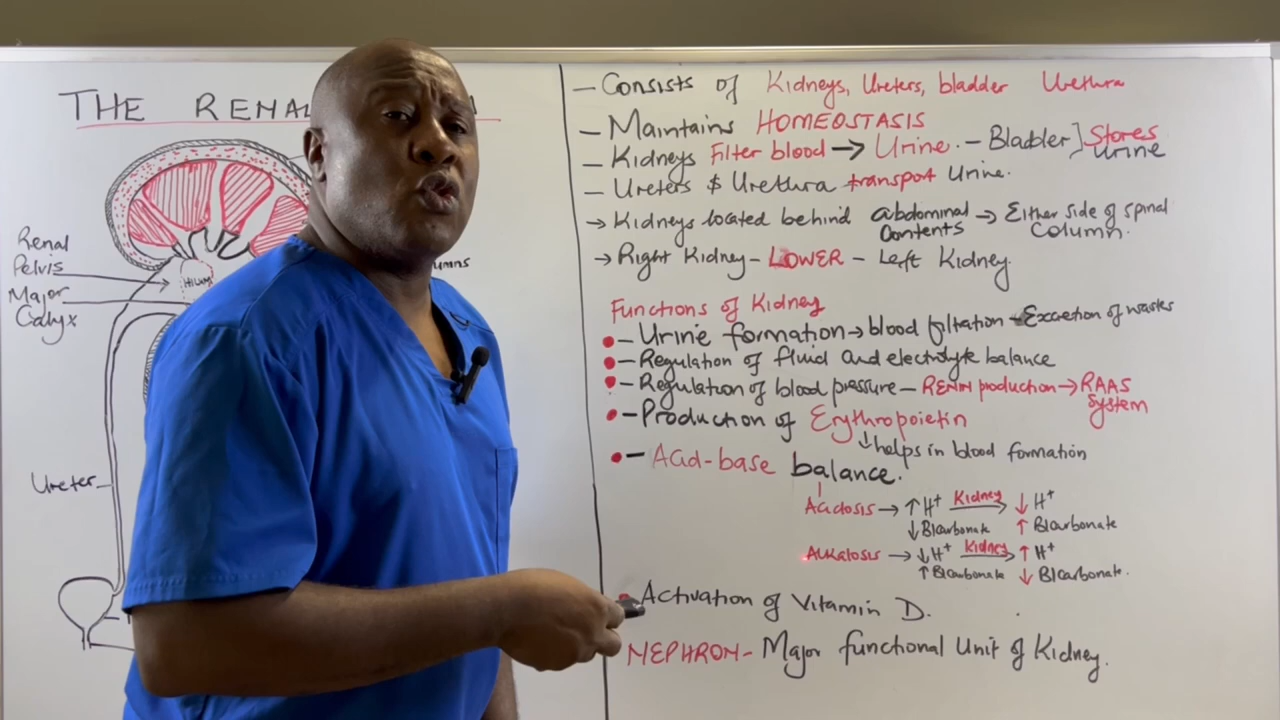 THE RENAL
Renal
Pelvis
Major
Calyx
HILUM
umns
Ureter
- Consists of Kidneys, Ureters, bladder Urethra
- Maintains HOMEOSTASIS
- Kidneys Filter blood → Urine. - Bladder] Stores
urine
- Ureters & Urethra transport Urine.
→ Kidneys located behind abdominal contents → Either side of spinal
column.
→ Right Kidney - LOWER - Left Kidney.
Functions of Kidney
- Urine formation → blood filtration - Excretion of wastes
- Regulation of fluid and electrolyte balance
- Regulation of blood pressure - RENIN production → RAAS
System
- Production of Erythropoietin
↓ helps in blood formation
- Acid-base balance.
Acidosis → ↑ H+ Kidney → ↓ H+
↓ Bicarbonate ↑ Bicarbonate
Alkalosis → ↓ H+ Kidney → ↑ H+
↑ Bicarbonate ↓ Bicarbonate.
Activation of Vitamin D.
NEPHRON - Major functional Unit of Kidney.